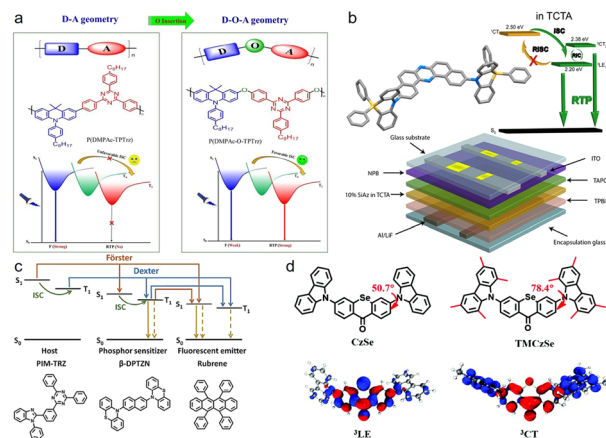 a
D-A geometry
O Insertion
D-O-A geometry
D
A
D
O
A
C₈H₁₇
C₈H₁₇
P(DMPAc-TPTrz)
P(DMPAc-O-TPTrz)
C₈H₁₇
C₈H₁₇
Unfavorable ISC
Favorable ISC
F (Strong)
RTP (No)
F (Weak)
RTP (Strong)
b
in TCTA
2.50 eV
¹CT
ISC
2.38 eV
RISC
RIC
2.20 eV
RTP
S₀
Glass substrate
ITO
NPB
TAPC
10% SiAz in TCTA
TPBi
Al/LiF
Encapsulation glass
c
Förster
Dexter
S₁
ISC
T₁
S₁
ISC
T₁
S₁
T₁
S₀
S₀
S₀
Host
Phosphor sensitizer
Fluorescent emitter
PIM-TRZ
β-DPTZN
Rubrene
d
Se
50.7°
N
N
O
CzSe
Se
78.4°
N
N
O
TMCzSe
³LE
³CT